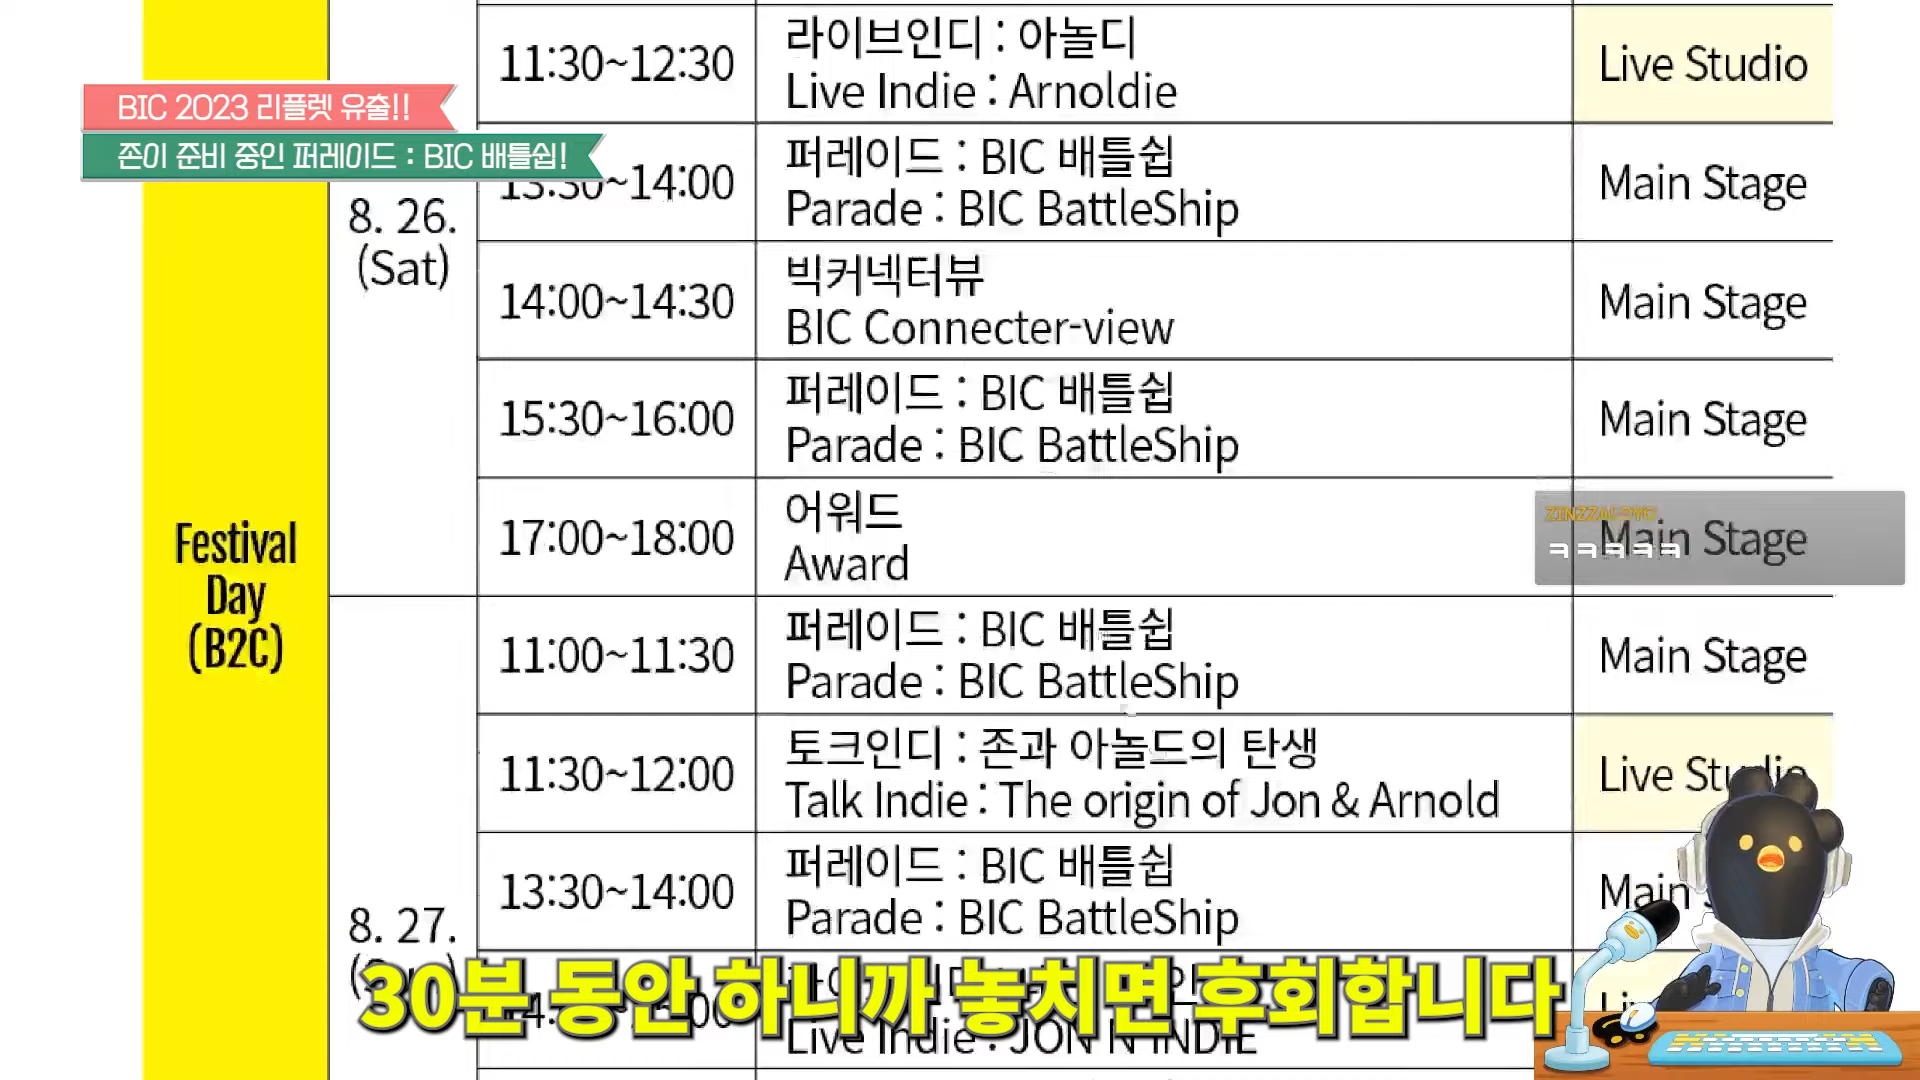 BIC 2023 리플렛 유출!!
존이 준비 중인 퍼레이드 : BIC 배틀쉽!
Festival
Day
(B2C)
8. 26.
(Sat)
11:30~12:30
라이브인디 : 아놀디
Live Indie : Arnoldie
Live Studio
13:30~14:00
퍼레이드 : BIC 배틀쉽
Parade : BIC BattleShip
Main Stage
14:00~14:30
빅커넥터뷰
BIC Connecter-view
Main Stage
15:30~16:00
퍼레이드 : BIC 배틀쉽
Parade : BIC BattleShip
Main Stage
17:00~18:00
어워드
Award
Main Stage
ㅋㅋㅋㅋㅋ
8. 27.
11:00~11:30
퍼레이드 : BIC 배틀쉽
Parade : BIC BattleShip
Main Stage
11:30~12:00
토크인디 : 존과 아놀드의 탄생
Talk Indie : The origin of Jon & Arnold
Live Studio
13:30~14:00
퍼레이드 : BIC 배틀쉽
Parade : BIC BattleShip
Main
Live Indie : JON N INDIE
30분 동안 하니까 놓치면 후회합니다